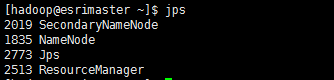 [hadoop@esrimaster ~]$ jps
2019 SecondaryNameNode
1835 NameNode
2773 Jps
2513 ResourceManager